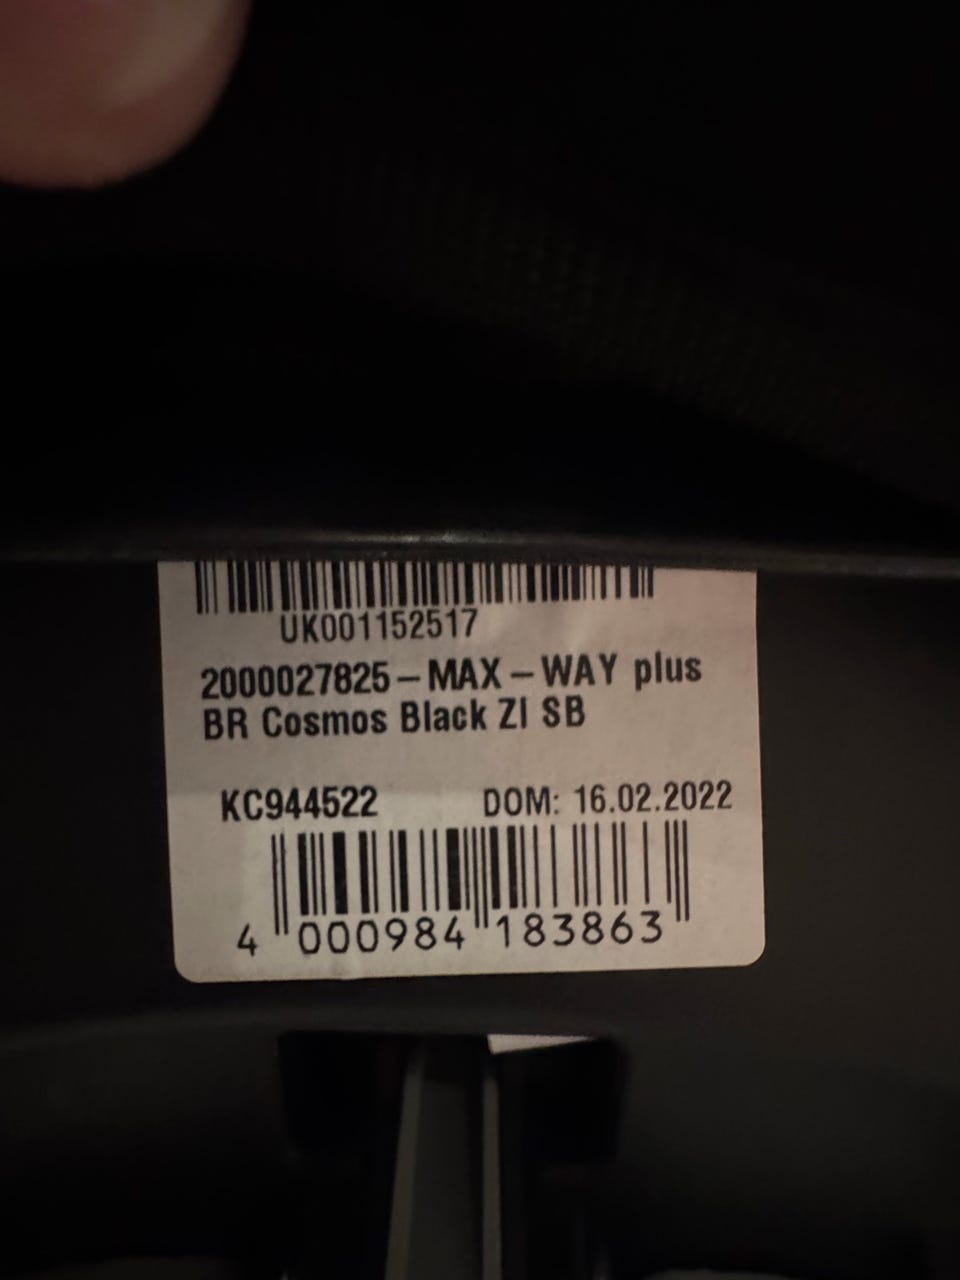 UK001152517
2000027825-MAX-WAY plus
BR Cosmos Black ZI SB
KC944522 DOM: 16.02.2022
4 000984 183863